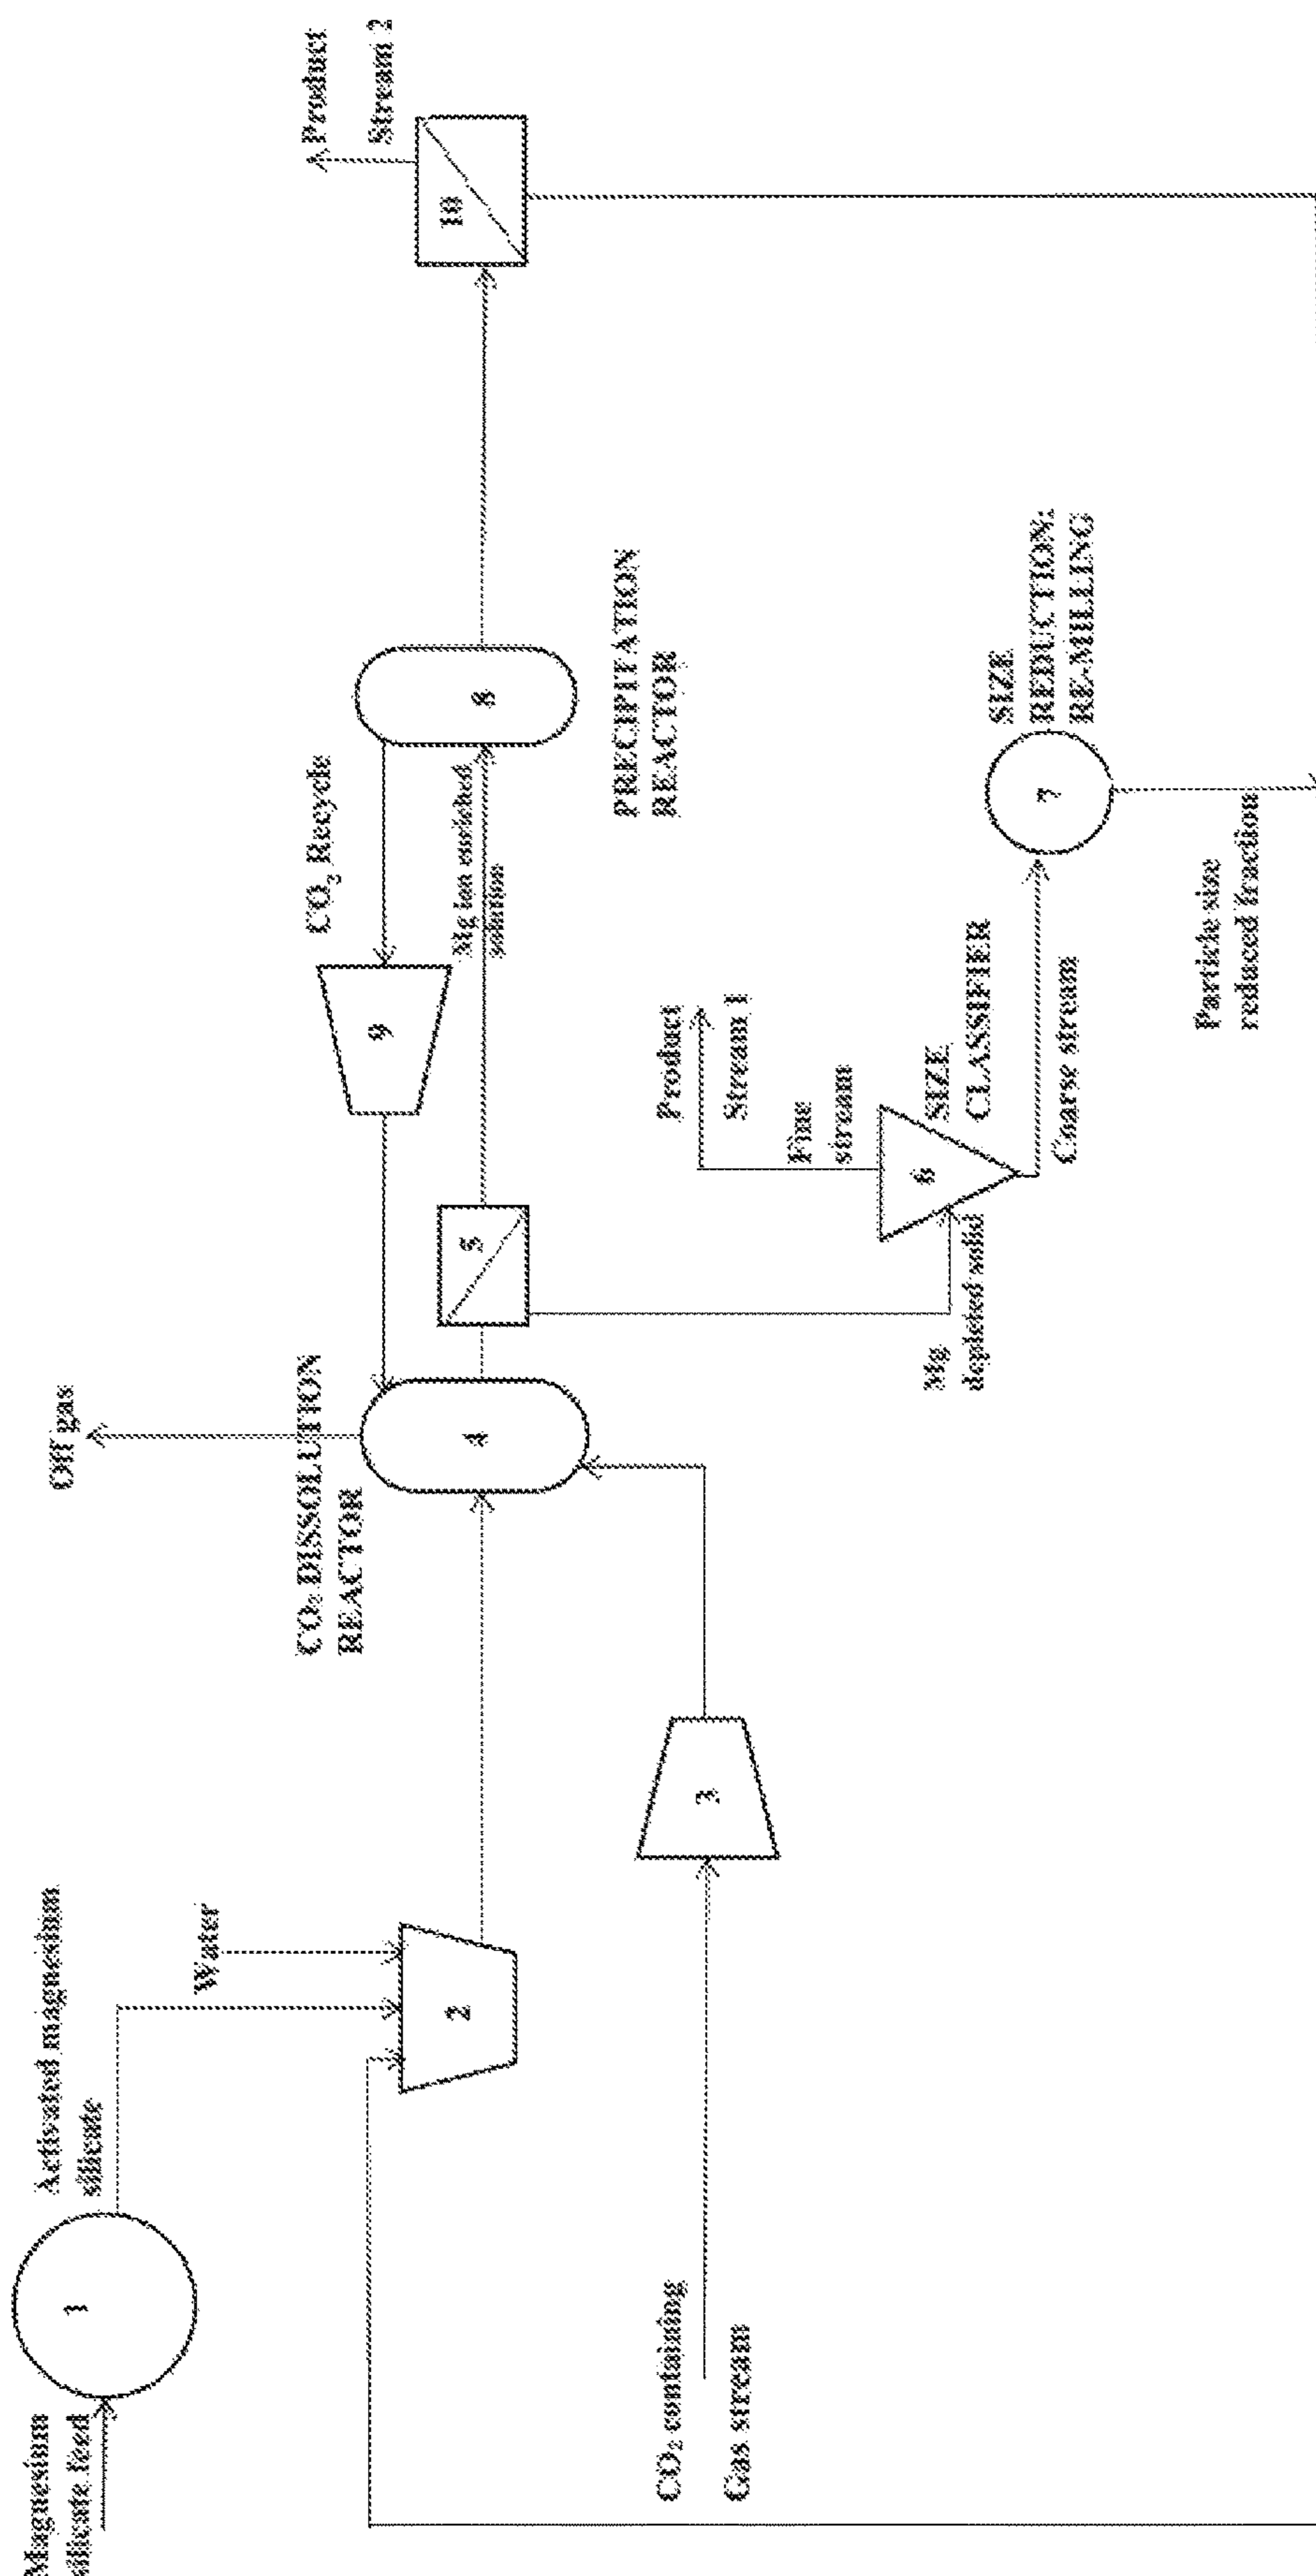 Magnesium
silicate feed
1
Activated magnesium
silicate
Water
2
CO₂ containing
Gas stream
3
Off gas
CO₂ DISSOLUTION
REACTOR
4
5
CO₂ Recycle
9
Mg ion enriched
solution
8
PRECIPITATION
REACTOR
10
Product
Stream 2
Mg
depleted solid
6
SIZE
CLASSIFIER
Fine
stream
Product
Stream 1
Coarse stream
7
SIZE
REDUCTION:
RE-MILLING
Particle size
reduced fraction